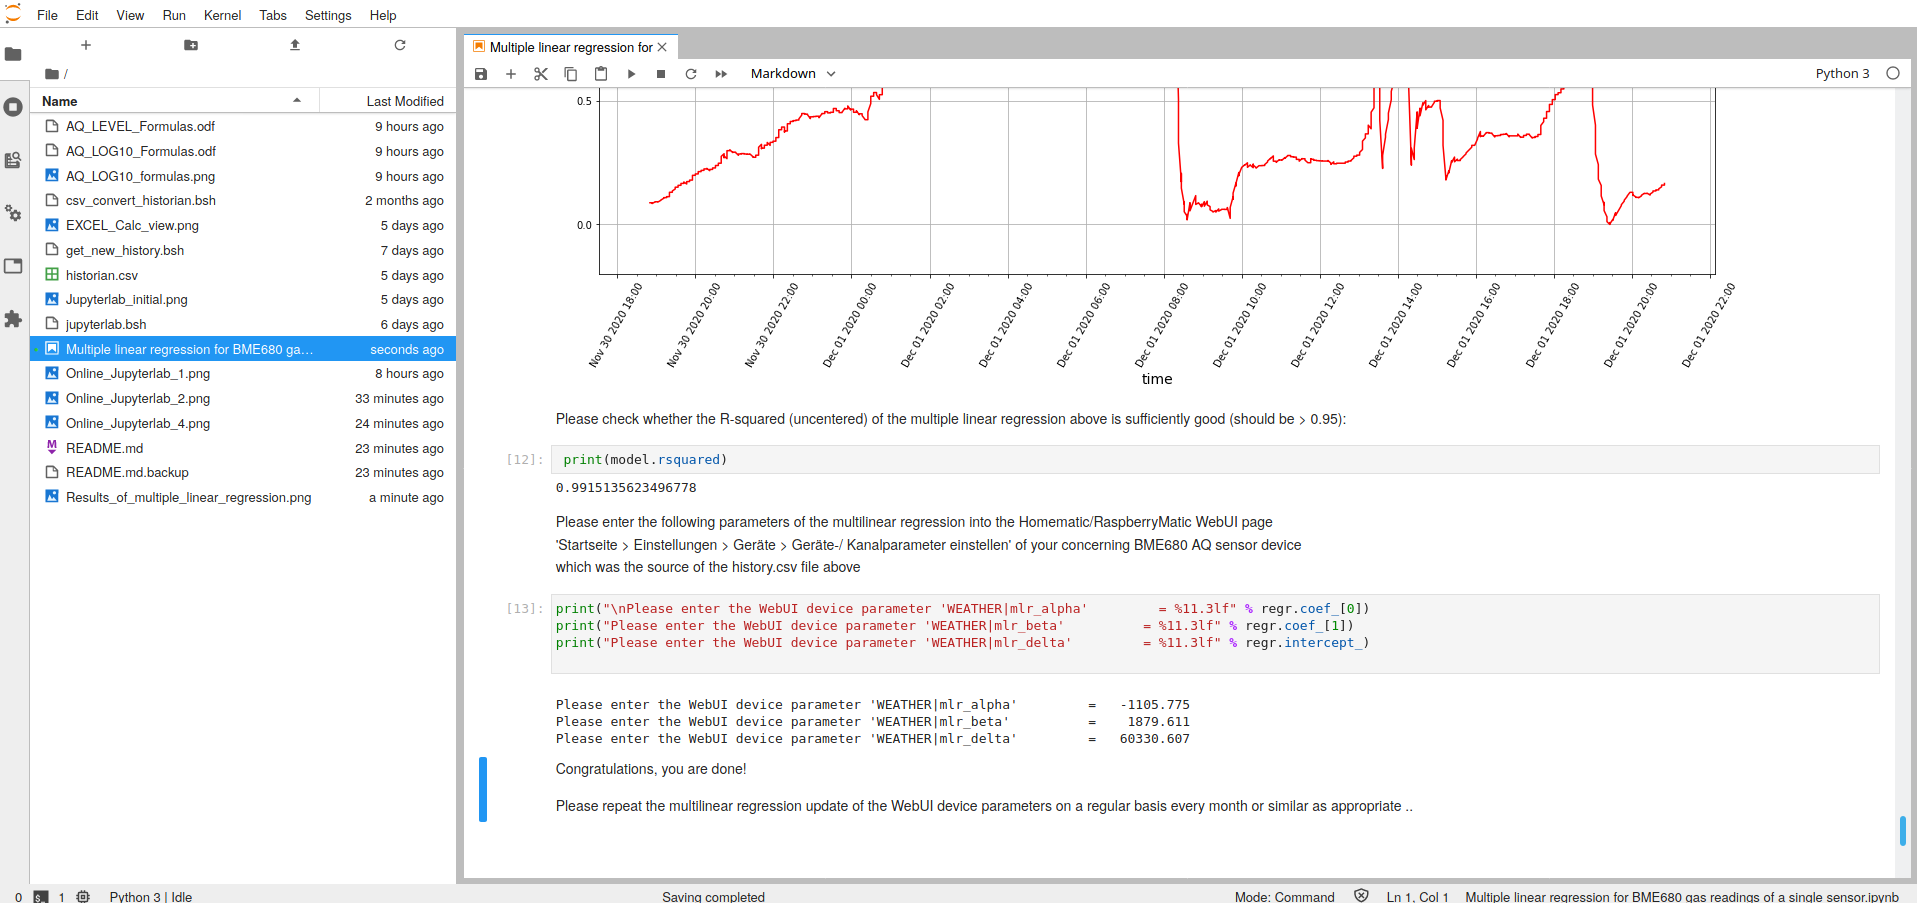 File Edit View Run Kernel Tabs Settings Help
/
Name Last Modified
AQ_LEVEL_Formulas.odf 9 hours ago
AQ_LOG10_Formulas.odf 9 hours ago
AQ_LOG10_formulas.png 9 hours ago
csv_convert_historian.bsh 2 months ago
EXCEL_Calc_view.png 5 days ago
get_new_history.bsh 7 days ago
historian.csv 5 days ago
Jupyterlab_initial.png 5 days ago
jupyterlab.bsh 6 days ago
Multiple linear regression for BME680 ga... seconds ago
Online_Jupyterlab_1.png 8 hours ago
Online_Jupyterlab_2.png 33 minutes ago
Online_Jupyterlab_4.png 24 minutes ago
README.md 23 minutes ago
README.md.backup 23 minutes ago
Results_of_multiple_linear_regression.png a minute ago
Multiple linear regression for
Markdown Python 3
0.5
0.0
Nov 30 2020 18:00
Nov 30 2020 20:00
Nov 30 2020 22:00
Dec 01 2020 00:00
Dec 01 2020 02:00
Dec 01 2020 04:00
Dec 01 2020 06:00
Dec 01 2020 08:00
Dec 01 2020 10:00
Dec 01 2020 12:00
Dec 01 2020 14:00
Dec 01 2020 16:00
Dec 01 2020 18:00
Dec 01 2020 20:00
Dec 01 2020 22:00
time
Please check whether the R-squared (uncentered) of the multiple linear regression above is sufficiently good (should be > 0.95):
[12]: print(model.rsquared)
0.9915135623496778
Please enter the following parameters of the multilinear regression into the Homematic/RaspberryMatic WebUI page
'Startseite > Einstellungen > Geräte > Geräte-/ Kanalparameter einstellen' of your concerning BME680 AQ sensor device
which was the source of the history.csv file above
[13]: print("\nPlease enter the WebUI device parameter 'WEATHER|mlr_alpha' = %11.3lf" % regr.coef_[0])
print("Please enter the WebUI device parameter 'WEATHER|mlr_beta' = %11.3lf" % regr.coef_[1])
print("Please enter the WebUI device parameter 'WEATHER|mlr_delta' = %11.3lf" % regr.intercept_)
Please enter the WebUI device parameter 'WEATHER|mlr_alpha' = -1105.775
Please enter the WebUI device parameter 'WEATHER|mlr_beta' = 1879.611
Please enter the WebUI device parameter 'WEATHER|mlr_delta' = 60330.607
Congratulations, you are done!
Please repeat the multilinear regression update of the WebUI device parameters on a regular basis every month or similar as appropriate ..
0 1 Python 3 | Idle Saving completed Mode: Command Ln 1, Col 1 Multiple linear regression for BME680 gas readings of a single sensor.ipynb